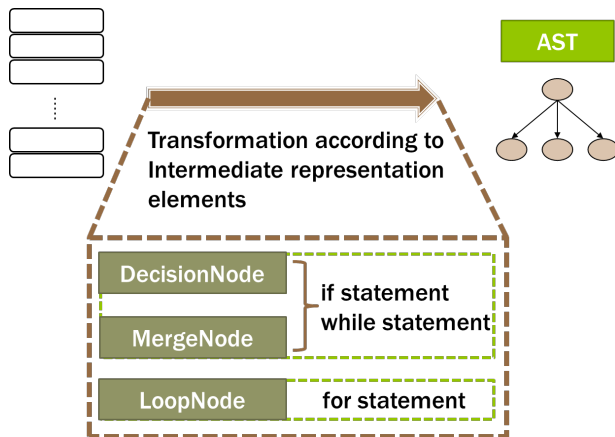 AST
Transformation according to
Intermediate representation
elements
DecisionNode
if statement
while statement
MergeNode
LoopNode
for statement